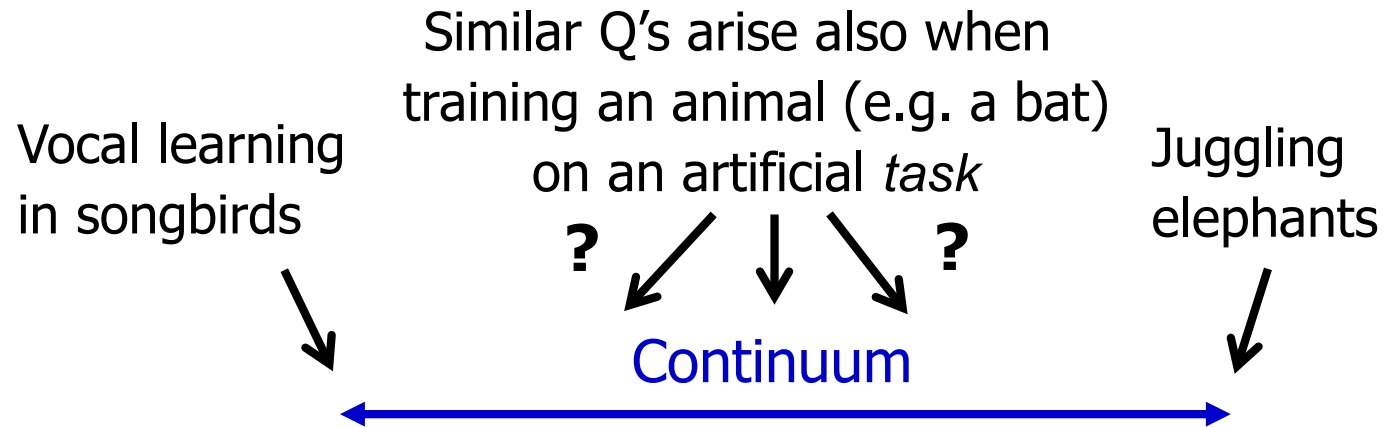 Similar Q’s arise also when
training an animal (e.g. a bat)
on an artificial task
Vocal learning
in songbirds
Juggling
elephants
?
?
Continuum